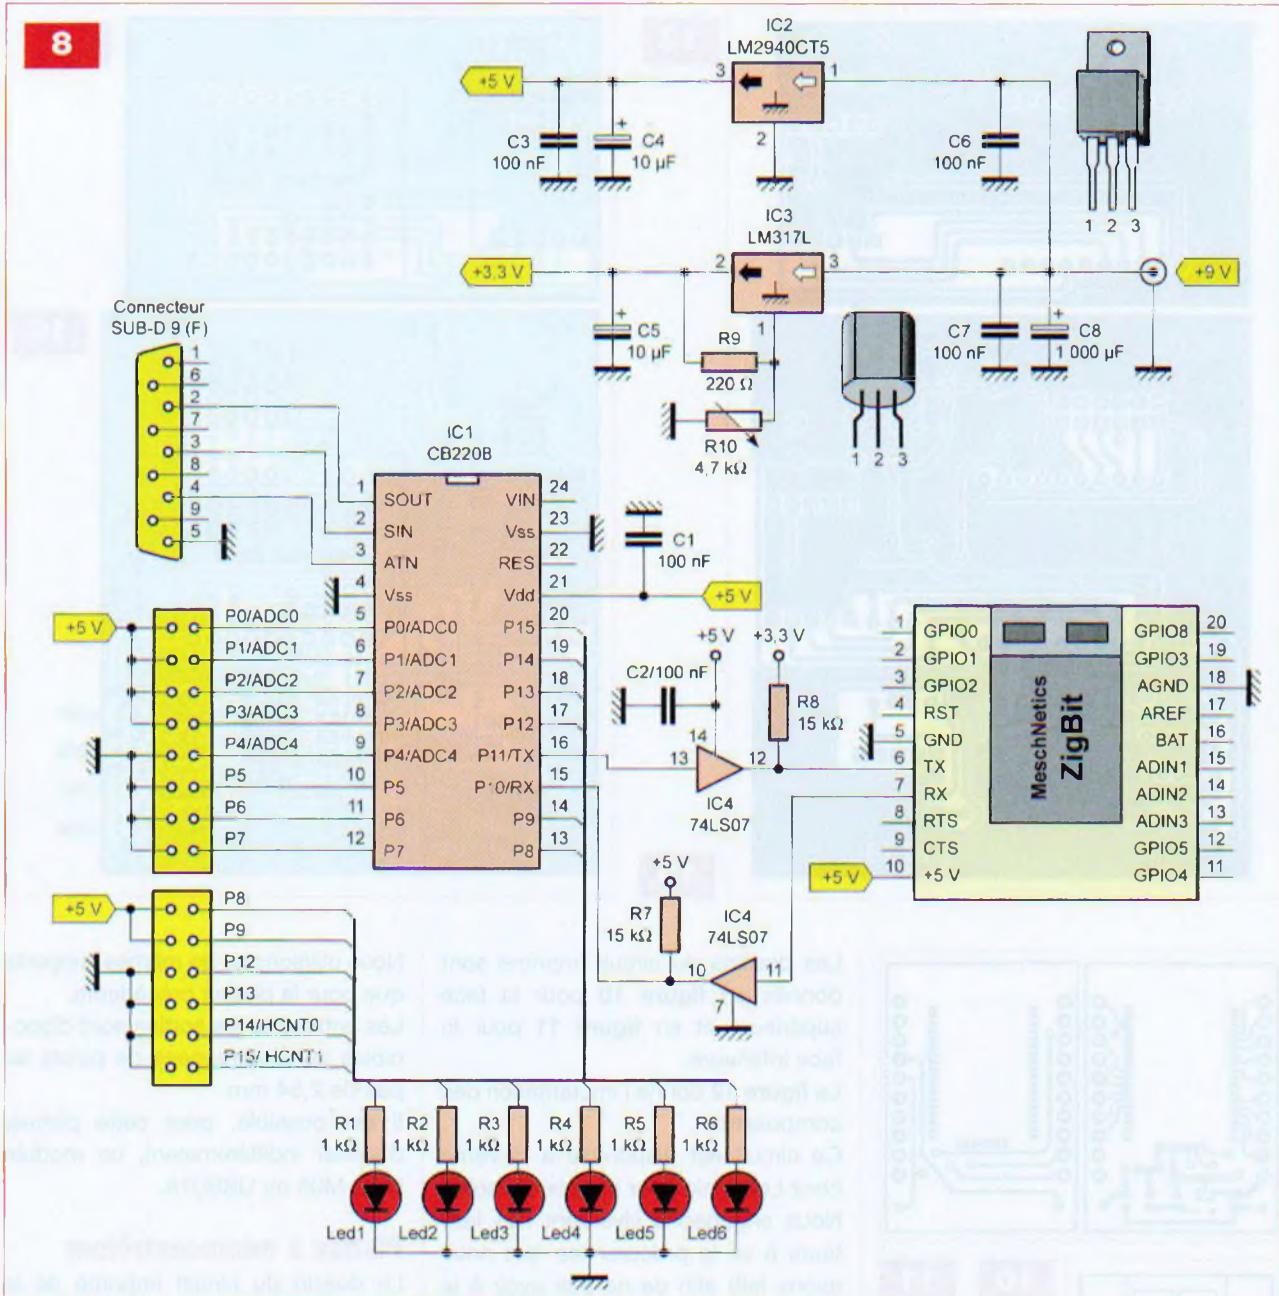 8
IC2
LM2940CT5
+5 V
3
1
2
C3
100 nF
+
C4
10 µF
C6
100 nF
1 2 3
IC3
LM317L
+3,3 V
2
3
1
+9 V
+
C5
10 µF
R9
220 Ω
R10
4,7 kΩ
C7
100 nF
+
C8
1 000 µF
1 2 3
Connecteur
SUB-D 9 (F)
1
6
2
7
3
8
4
9
5
IC1
CB220B
1 SOUT VIN 24
2 SIN Vss 23
3 ATN RES 22
4 Vss Vdd 21
5 P0/ADC0 P15 20
6 P1/ADC1 P14 19
7 P2/ADC2 P13 18
8 P3/ADC3 P12 17
9 P4/ADC4 P11/TX 16
10 P5 P10/RX 15
11 P6 P9 14
12 P7 P8 13
C1
100 nF
+5 V
+5 V
P0/ADC0
P1/ADC1
P2/ADC2
P3/ADC3
P4/ADC4
P5
P6
P7
+5 V
+3,3 V
C2/100 nF
R8
15 kΩ
14
13
12
IC4
74LS07
1 GPIO0 GPIO8 20
2 GPIO1 GPIO3 19
3 GPIO2 AGND 18
4 RST AREF 17
5 GND BAT 16
6 TX ADIN1 15
7 RX ADIN2 14
8 RTS ADIN3 13
9 CTS GPIO5 12
10 +5 V GPIO4 11
MeschNetics
ZigBit
+5 V
+5 V
R7
15 kΩ
IC4
74LS07
10
11
7
+5 V
P8
P9
P12
P13
P14/HCNT0
P15/ HCNT1
R1
1 kΩ
R2
1 kΩ
R3
1 kΩ
R4
1 kΩ
R5
1 kΩ
R6
1 kΩ
Led1
Led2
Led3
Led4
Led5
Led6